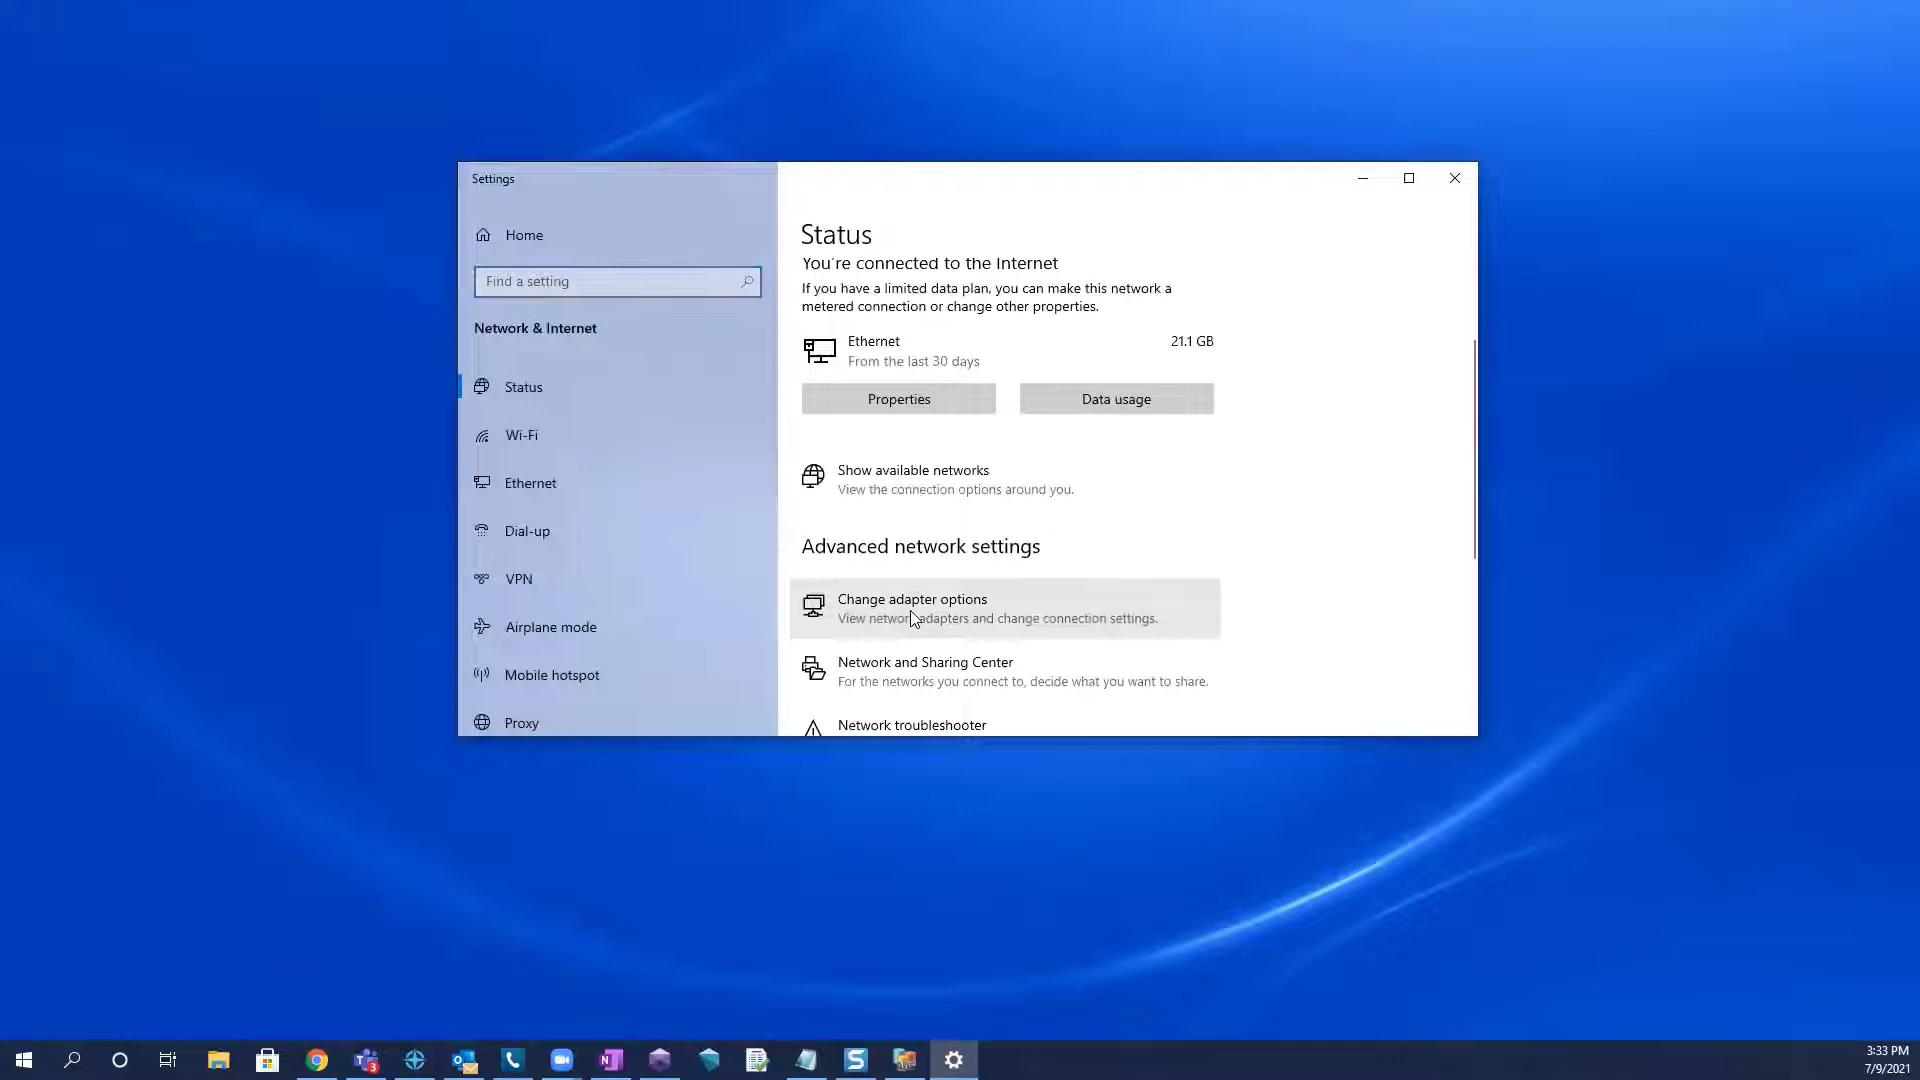 Settings
Home
Find a setting
Network & Internet
Status
Wi-Fi
Ethernet
Dial-up
VPN
Airplane mode
Mobile hotspot
Proxy
Status
You're connected to the Internet
If you have a limited data plan, you can make this network a
metered connection or change other properties.
Ethernet 21.1 GB
From the last 30 days
Properties Data usage
Show available networks
View the connection options around you.
Advanced network settings
Change adapter options
View network adapters and change connection settings.
Network and Sharing Center
For the networks you connect to, decide what you want to share.
Network troubleshooter
3
N
S
3:33 PM
7/9/2021